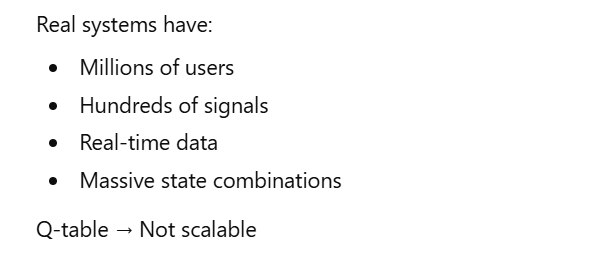 Real systems have:
• Millions of users
• Hundreds of signals
• Real-time data
• Massive state combinations
Q-table → Not scalable